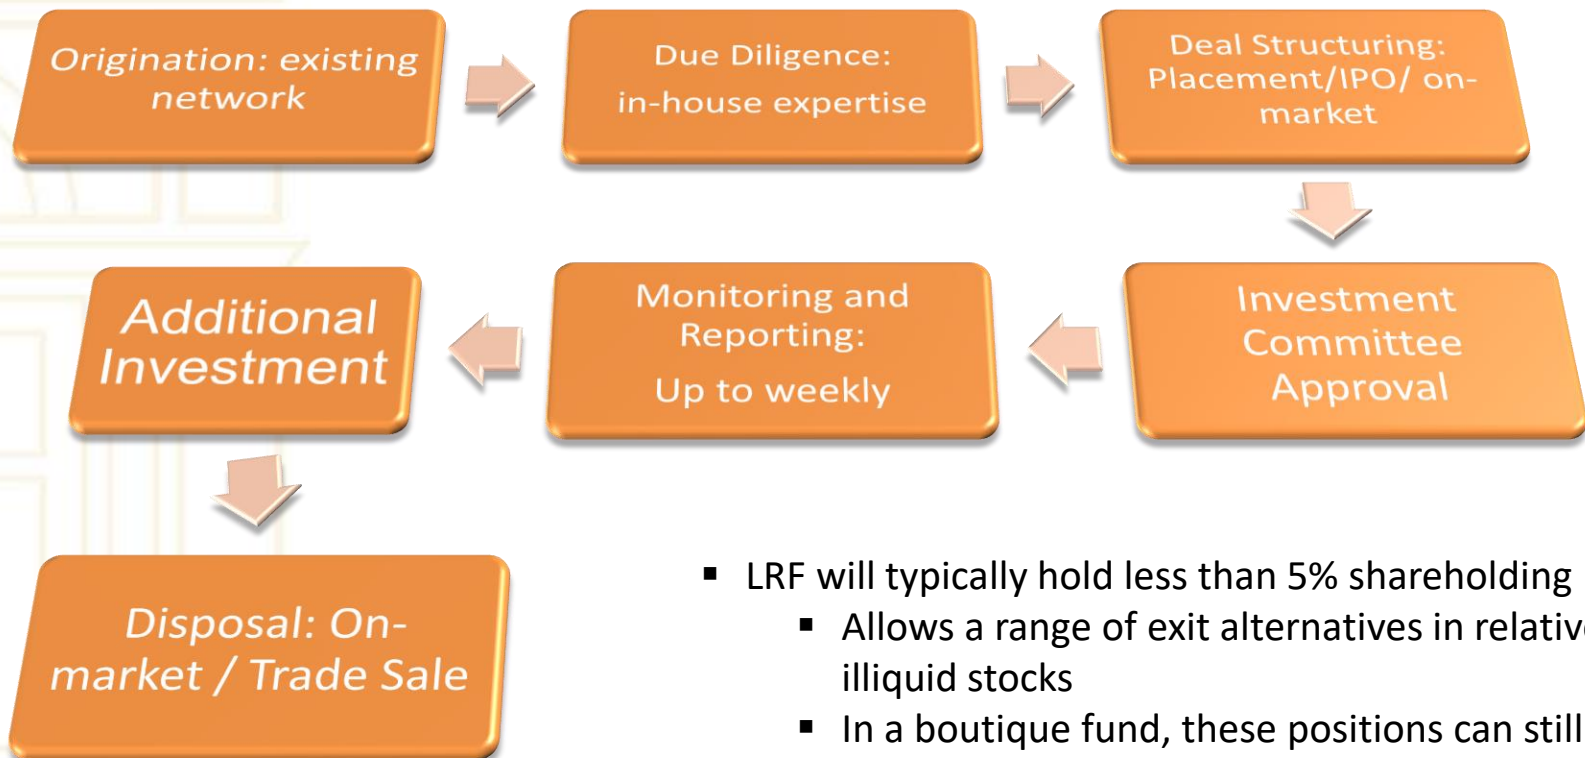 Origination: existing
network
Due Diligence:
in-house expertise
Deal Structuring:
Placement/IPO/ on-
market
Additional
Investment
Monitoring and
Reporting:
Up to weekly
Investment
Committee
Approval
Disposal: On-
market / Trade Sale
▪ LRF will typically hold less than 5% shareholding
▪ Allows a range of exit alternatives in
illiquid stocks
▪ In a boutique fund, these positions can still